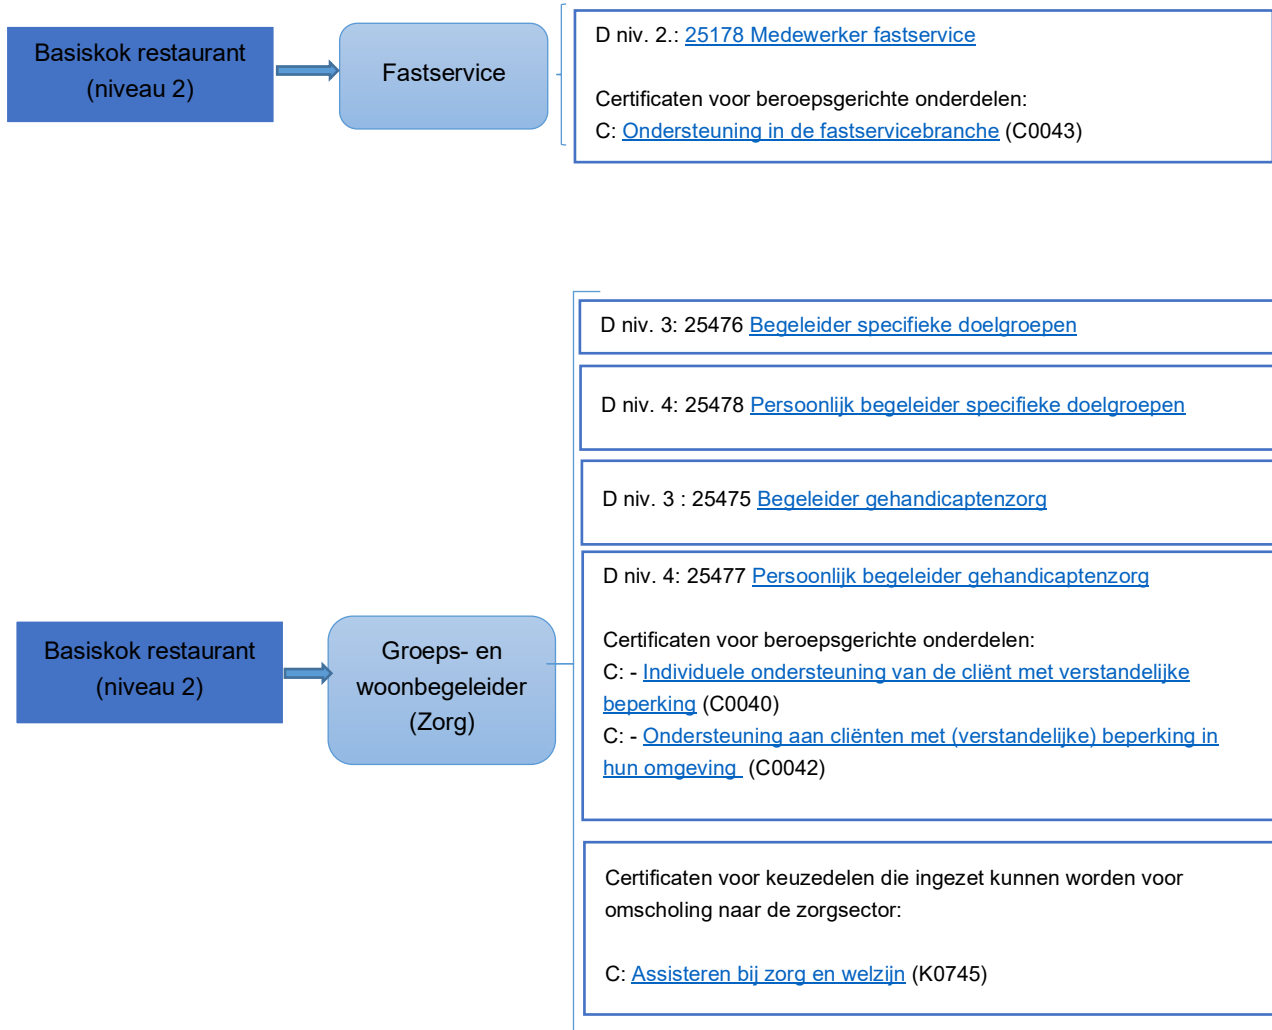 Basiskok restaurant
(niveau 2)
Fastservice
D niv. 2.: 25178 Medewerker fastservice
Certificaten voor beroepsgerichte onderdelen:
C: Ondersteuning in de fastservicebranche (C0043)
Basiskok restaurant
(niveau 2)
Groeps- en
woonbegeleider
(Zorg)
D niv. 3: 25476 Begeleider specifieke doelgroepen
D niv. 4: 25478 Persoonlijk begeleider specifieke doelgroepen
D niv. 3 : 25475 Begeleider gehandicaptenzorg
D niv. 4: 25477 Persoonlijk begeleider gehandicaptenzorg
Certificaten voor beroepsgerichte onderdelen:
C: - Individuele ondersteuning van de cliënt met verstandelijke
beperking (C0040)
C: - Ondersteuning aan cliënten met (verstandelijke) beperking in
hun omgeving (C0042)
Certificaten voor keuzedelen die ingezet kunnen worden voor
omscholing naar de zorgsector:
C: Assisteren bij zorg en welzijn (K0745)